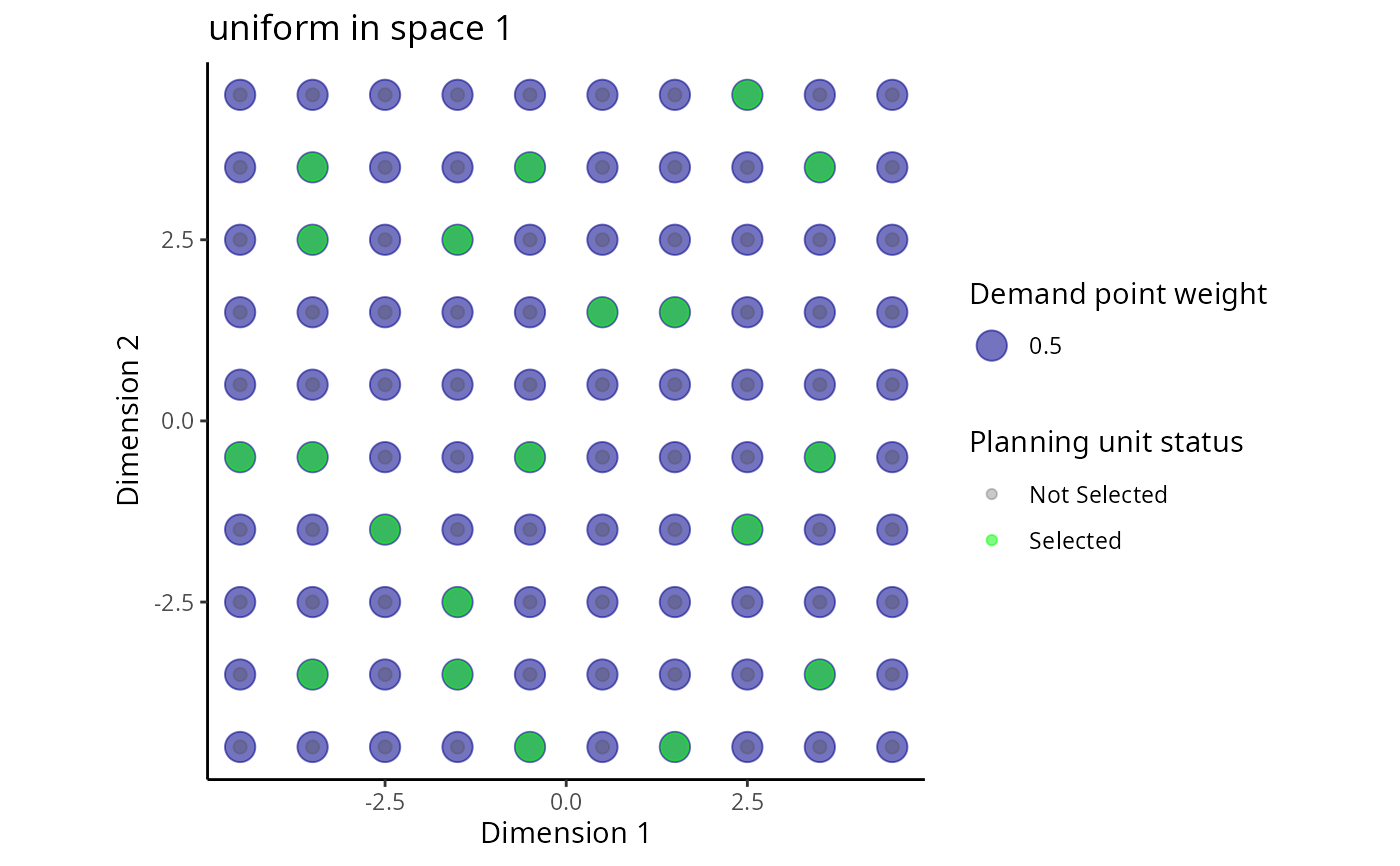 uniform in space 1
Dimension 2
2.5
0.0
-2.5
-2.5
0.0
2.5
Dimension 1
Demand point weight
0.5
Planning unit status
Not Selected
Selected